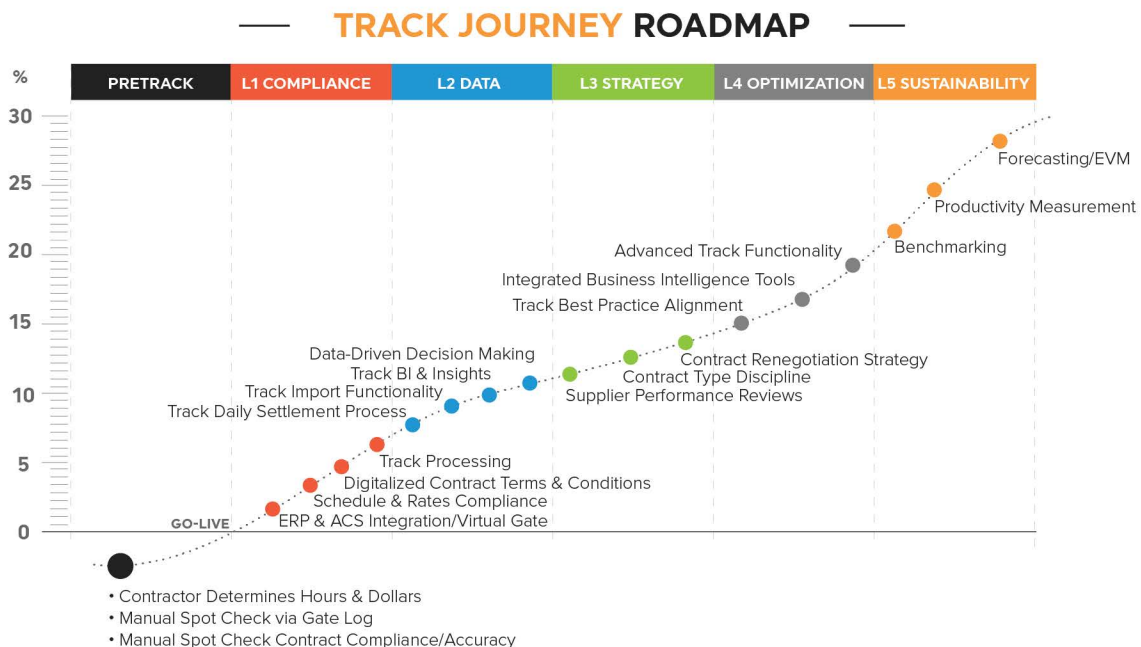 TRACK JOURNEY ROADMAP
%
PRETRACK
L1 COMPLIANCE
L2 DATA
L3 STRATEGY
L4 OPTIMIZATION
L5 SUSTAINABILITY
30
25
20
15
10
5
0
Forecasting/EVM
Productivity Measurement
Benchmarking
Advanced Track Functionality
Integrated Business Intelligence Tools
Track Best Practice Alignment
Data-Driven Decision Making
Track BI & Insights
Track Import Functionality
Track Daily Settlement Process
Contract Renegotiation Strategy
Contract Type Discipline
Supplier Performance Reviews
Track Processing
Digitalized Contract Terms & Conditions
Schedule & Rates Compliance
ERP & ACS Integration/Virtual Gate
GO-LIVE
• Contractor Determines Hours & Dollars
• Manual Spot Check via Gate Log
• Manual Spot Check Contract Compliance/Accuracy